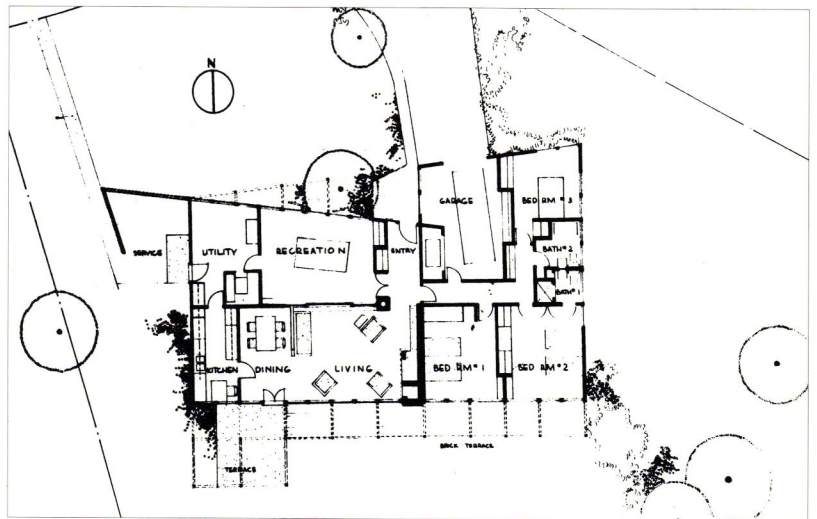 N
GARAGE
BED RM # 3
SERVICE
UTILITY
RECREATION
ENTRY
BATH # 2
BATH # 1
KITCHEN
DINING
LIVING
BED RM # 1
BED RM # 2
BRICK TERRACE
TERRACE